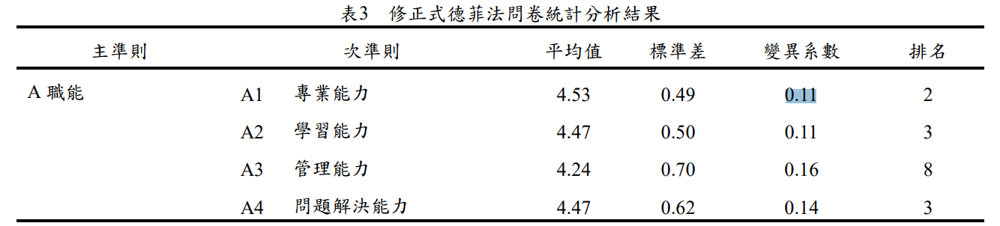 表3 修正式德菲法問卷統計分析結果
主準則 次準則 平均值 標準差 變異系數 排名
A 職能 A1 專業能力 4.53 0.49 0.11 2
A2 學習能力 4.47 0.50 0.11 3
A3 管理能力 4.24 0.70 0.16 8
A4 問題解決能力 4.47 0.62 0.14 3